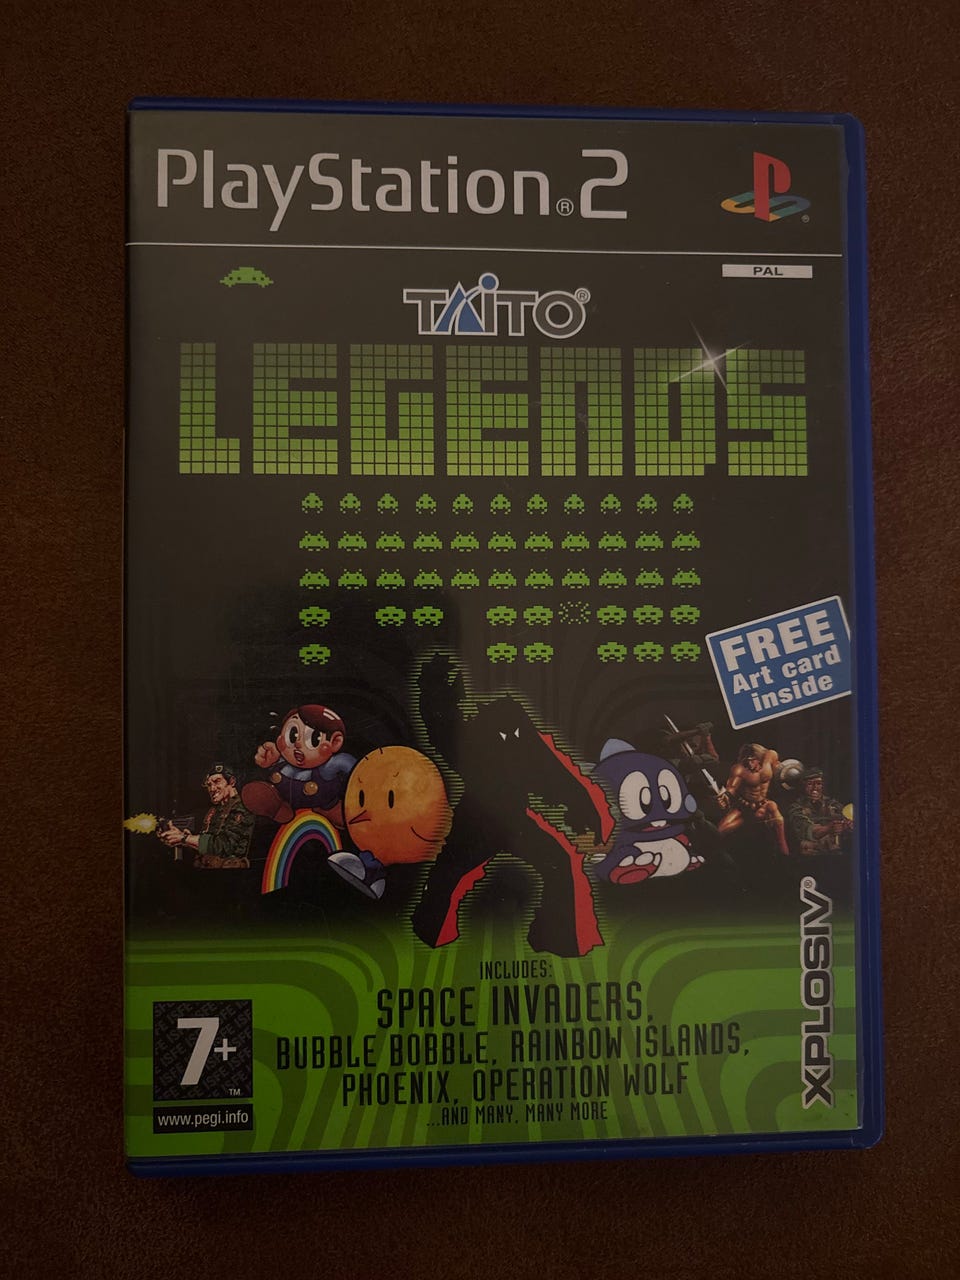 PlayStation®2
PAL
TAITO®
LEGENDS
FREE
Art card
inside
INCLUDES:
SPACE INVADERS,
BUBBLE BOBBLE, RAINBOW ISLANDS,
PHOENIX, OPERATION WOLF
...AND MANY, MANY MORE
XPLOSIV®
7+
™
www.pegi.info